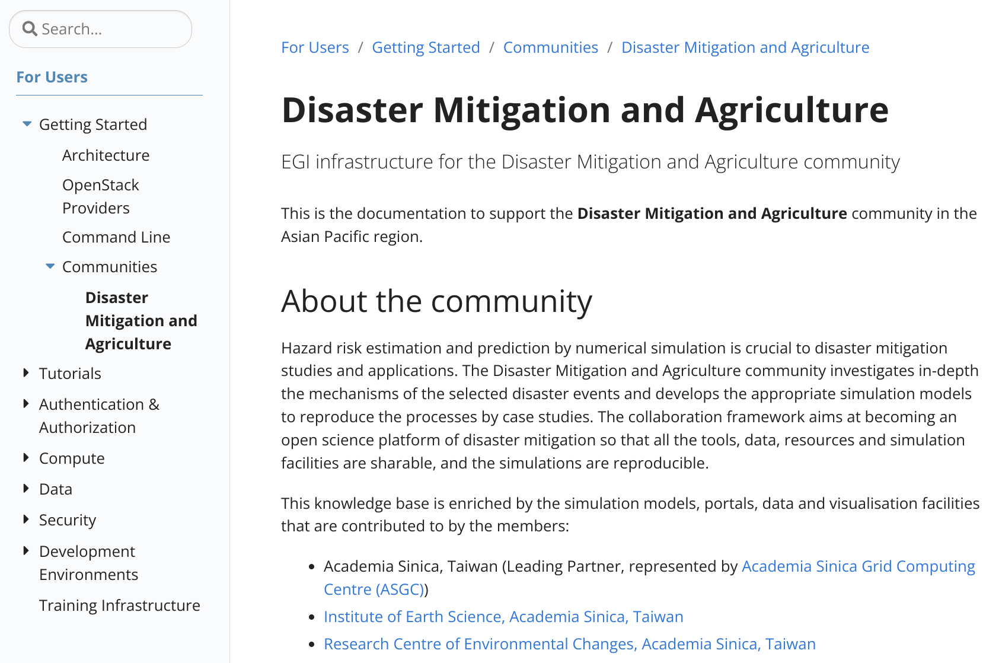 Search...
For Users
Getting Started
Architecture
OpenStack
Providers
Command Line
Communities
Disaster
Mitigation and
Agriculture
Tutorials
Authentication &
Authorization
Compute
Data
Security
Development
Environments
Training Infrastructure
For Users / Getting Started / Communities / Disaster Mitigation and Agriculture
Disaster Mitigation and Agriculture
EGI infrastructure for the Disaster Mitigation and Agriculture community
This is the documentation to support the Disaster Mitigation and Agriculture community in the
Asian Pacific region.
About the community
Hazard risk estimation and prediction by numerical simulation is crucial to disaster mitigation
studies and applications. The Disaster Mitigation and Agriculture community investigates in-depth
the mechanisms of the selected disaster events and develops the appropriate simulation models
to reproduce the processes by case studies. The collaboration framework aims at becoming an
open science platform of disaster mitigation so that all the tools, data, resources and simulation
facilities are sharable, and the simulations are reproducible.
This knowledge base is enriched by the simulation models, portals, data and visualisation facilities
that are contributed to by the members:
• Academia Sinica, Taiwan (Leading Partner, represented by Academia Sinica Grid Computing
Centre (ASGC))
• Institute of Earth Science, Academia Sinica, Taiwan
• Research Centre of Environmental Changes, Academia Sinica, Taiwan